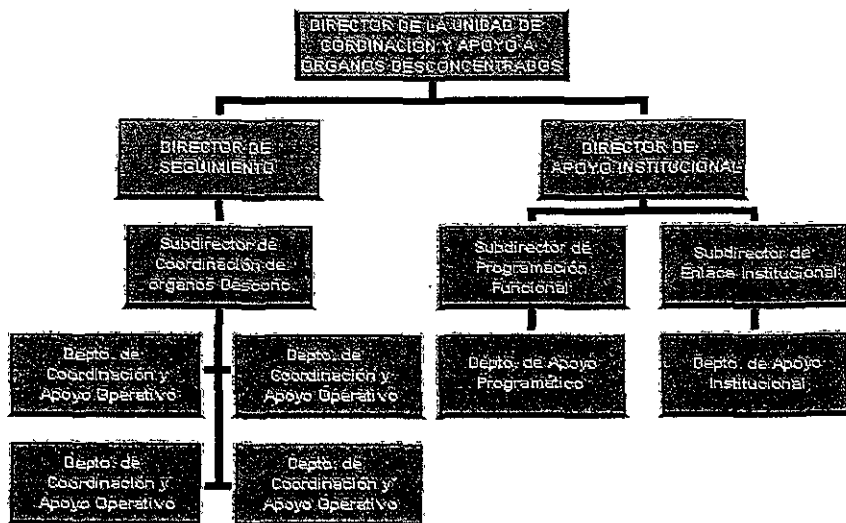 DIRECTOR DE LA UNIDAD DE
CORDINACION Y APOYO A
ORGANOS DESCONCENTRADOS
DIRECTOR DE
SEGUIMIENTO
DIRECTOR DE
APOYO INSTITUCIONAL
Subdirector de
Coordinación de
órganos Descono.
Subdirector de
Programación
Funcional
Subdirector de
Enlace Institucional
Depto. de
Coordinación y
Apoyo Operativo
Depto. de
Coordinación y
Apoyo Operativo
Depto. de Apoyo
Programético
Depto. de Apoyo
Institucional
Depto. de
Coordinación y
Apoyo Operativo
Depto. de
Coordinación y
Apoyo Operativo